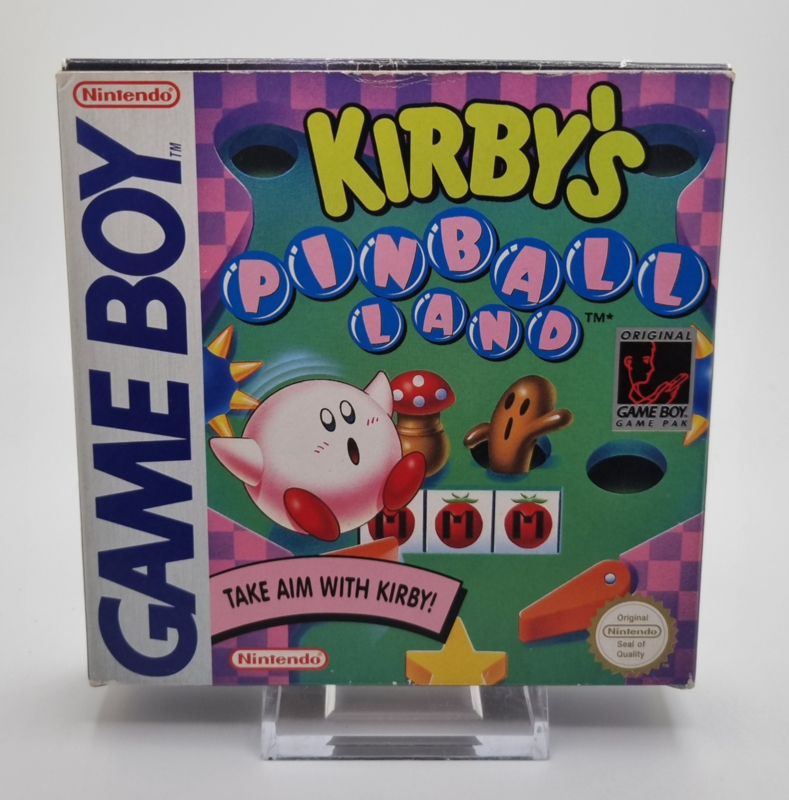 Nintendo®
GAME BOY™
KIRBY'S
PINBALL
LAND™*
ORIGINAL
GAME BOY™
GAME PAK
M M M
TAKE AIM WITH KIRBY!
Nintendo®
Original
Nintendo®
Seal of
Quality